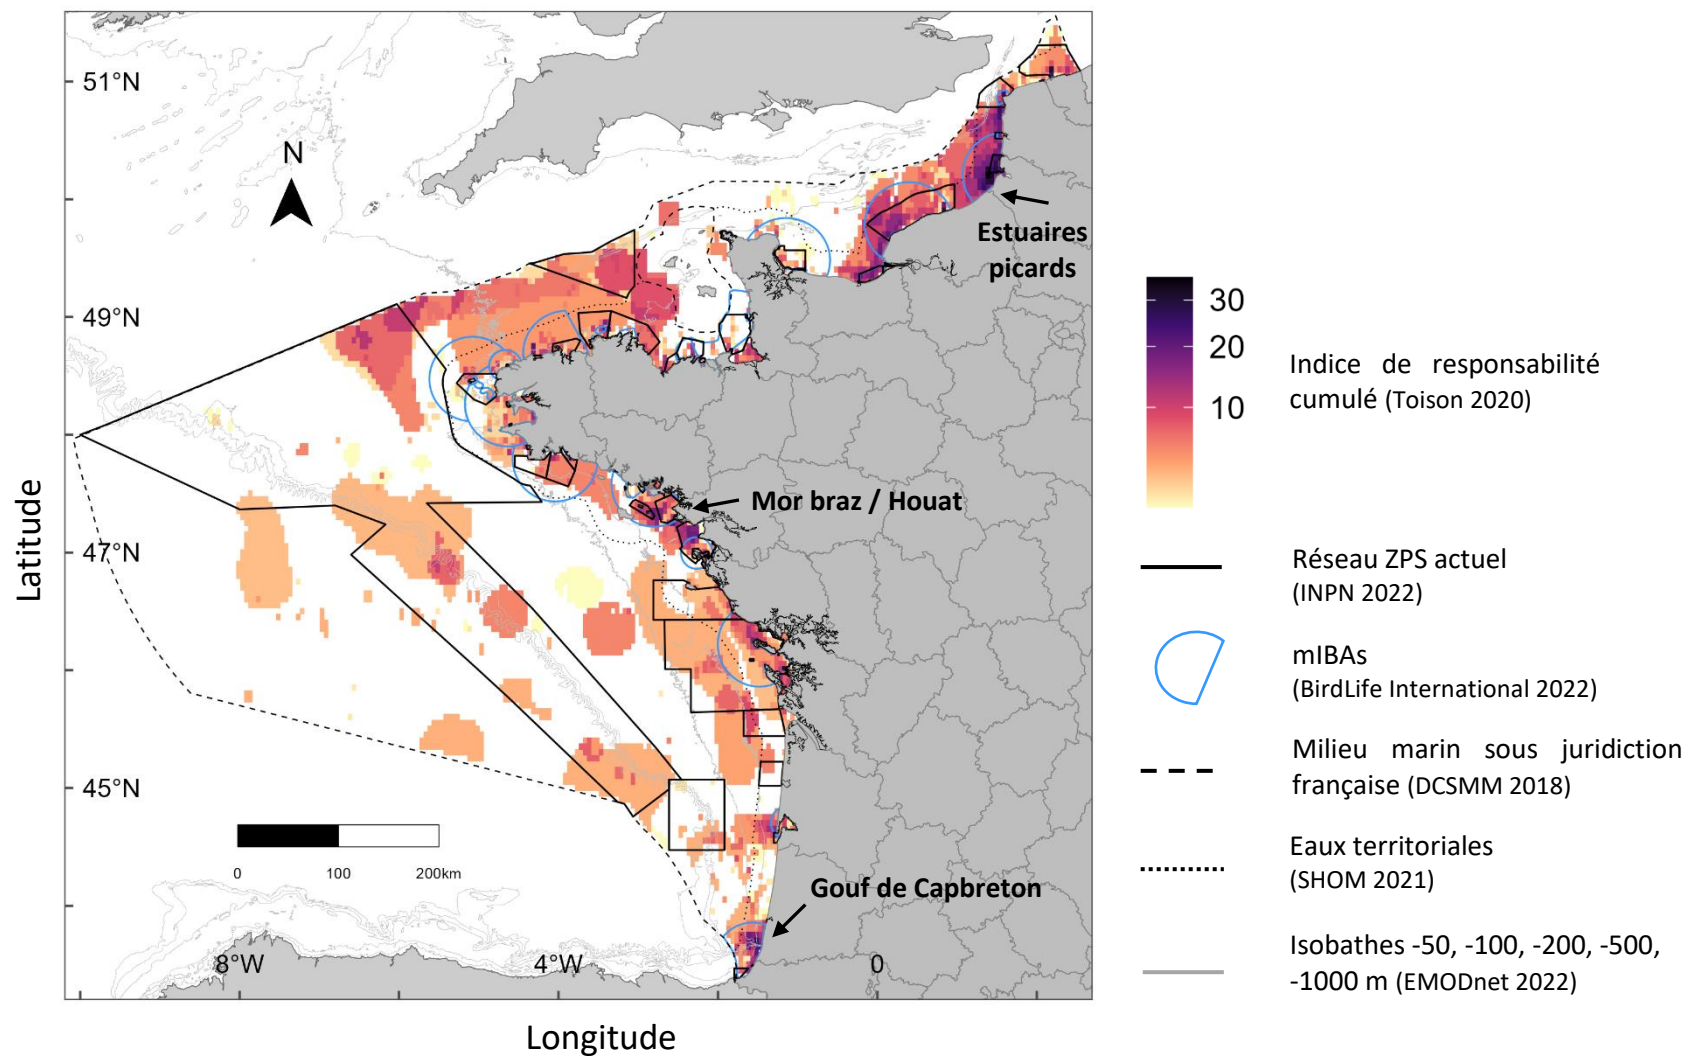 51°N
49°N
47°N
45°N
8°W
4°W
0
Latitude
Longitude
N
Estuaires
picards
Mor braz / Houat
Gouf de Capbreton
0 100 200km
30
20
10
Indice de responsabilité
cumulé (Toison 2020)
Réseau ZPS actuel
(INPN 2022)
mIBAs
(BirdLife International 2022)
Milieu marin sous juridiction
française (DCSMM 2018)
Eaux territoriales
(SHOM 2021)
Isobathes -50, -100, -200, -500,
-1000 m (EMODnet 2022)